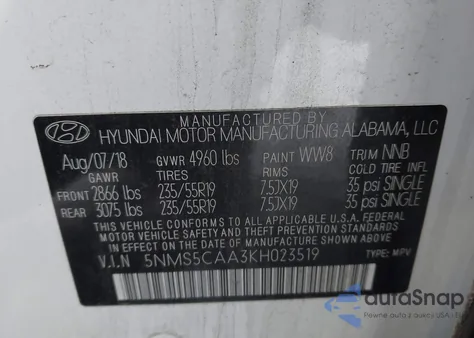 MANUFACTURED BY
HYUNDAI MOTOR MANUFACTURING ALABAMA, LLC
Aug/07/18 GVWR 4960 lbs PAINT WW8 TRIM NNB
GAWR TIRES COLD TIRE INFL
FRONT 2866 lbs 235/55R19 7.5JX19 35 psi SINGLE
REAR 3075 lbs 235/55R19 7.5JX19 35 psi SINGLE
THIS VEHICLE CONFORMS TO ALL APPLICABLE U.S.A. FEDERAL
MOTOR VEHICLE SAFETY AND THEFT PREVENTION STANDARDS IN
EFFECT ON THE DATE OF MANUFACTURE SHOWN ABOVE.
V.I.N 5NMS5CAA3KH023519 TYPE: MPV
autoSnap